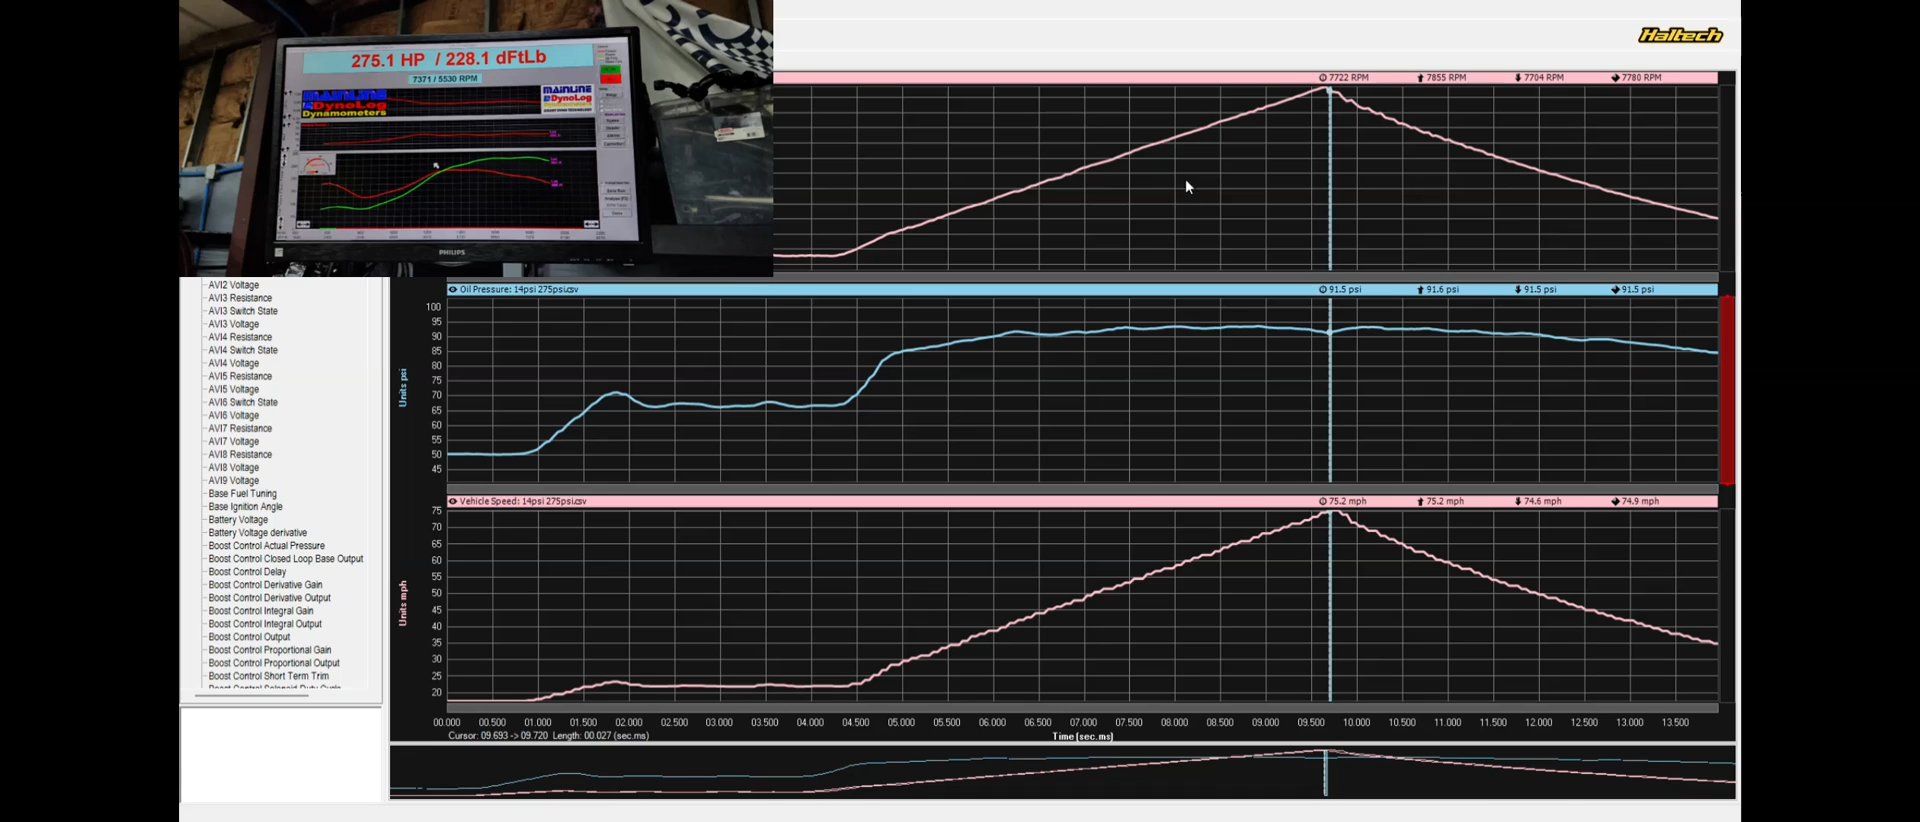 275.1 HP / 228.1 dFtLb
7371 / 5530 RPM
MAINLINE
DynoLog
Dynamometers
MAINLINE
DynoLog
PHILIPS
Haltech
7722 RPM 7855 RPM 7704 RPM 7780 RPM
AVI2 Voltage
AVI3 Resistance
AVI3 Switch State
AVI3 Voltage
AVI4 Resistance
AVI4 Switch State
AVI4 Voltage
AVI5 Resistance
AVI5 Voltage
AVI5 Switch State
AVI6 Switch State
AVI6 Voltage
AVI7 Resistance
AVI7 Voltage
AVI8 Resistance
AVI8 Voltage
AVI9 Voltage
Base Fuel Tuning
Base Ignition Angle
Battery Voltage
Battery Voltage derivative
Boost Control Actual Pressure
Boost Control Closed Loop Base Output
Boost Control Delay
Boost Control Derivative Gain
Boost Control Derivative Output
Boost Control Integral Gain
Boost Control Integral Output
Boost Control Output
Boost Control Proportional Gain
Boost Control Proportional Output
Boost Control Short Term Trim
Oil Pressure: 14psi 275psi.csv 91.5 psi 91.6 psi 91.5 psi 91.5 psi
100
95
90
85
80
75
70
65
60
55
50
45
Units psi
Vehicle Speed: 14psi 275psi.csv 75.2 mph 75.2 mph 74.6 mph 74.9 mph
75
70
65
60
55
50
45
40
35
30
25
20
Units mph
00.000 00.500 01.000 01.500 02.000 02.500 03.000 03.500 04.000 04.500 05.000 05.500 06.000 06.500 07.000 07.500 08.000 08.500 09.000 09.500 10.000 10.500 11.000 11.500 12.000 12.500 13.000 13.500
Cursor: 09.693 -> 09.720 Length: 00.027 (sec.ms)
Time [sec.ms)